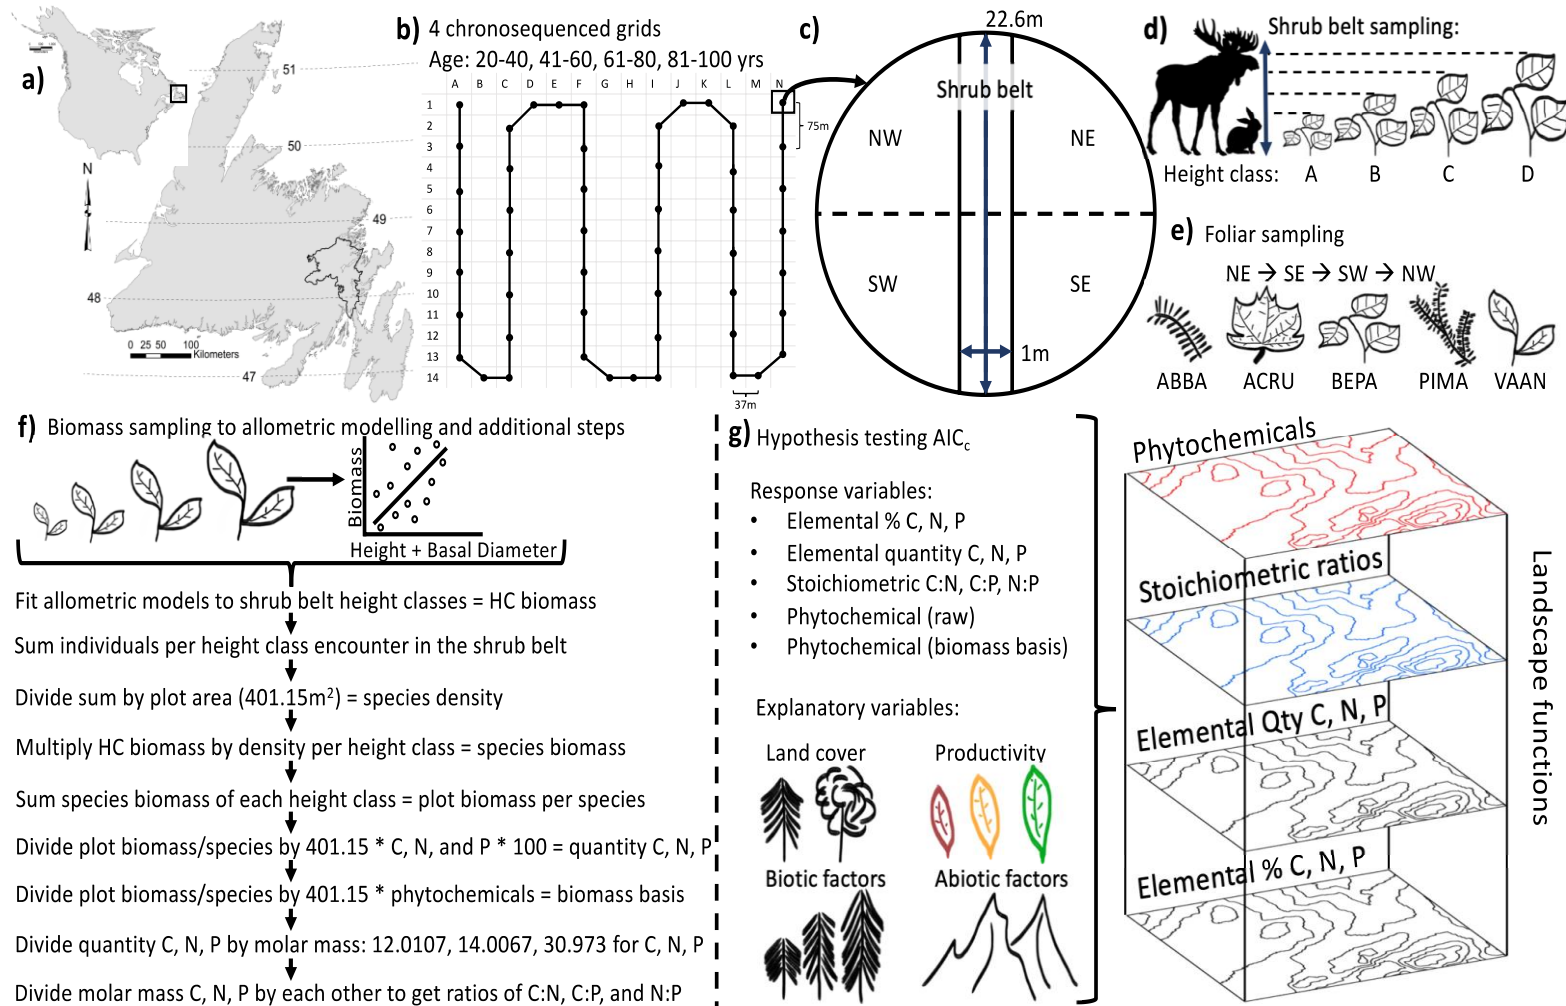 a)
51
50
49
48
47
N
0 25 50 100
Kilometers
b) 4 chronosequenced grids
Age: 20-40, 41-60, 61-80, 81-100 yrs
A B C D E F G H I J K L M N
1
2
3
4
5
6
7
8
9
10
11
12
13
14
75m
37m
c)
22.6m
Shrub belt
NW
NE
SW
SE
1m
d) Shrub belt sampling:
Height class: A B C D
e) Foliar sampling
NE → SE → SW → NW
ABBA ACRU BEPA PIMA VAAN
f) Biomass sampling to allometric modelling and additional steps
Biomass
Height + Basal Diameter
Fit allometric models to shrub belt height classes = HC biomass
Sum individuals per height class encounter in the shrub belt
Divide sum by plot area (401.15m²) = species density
Multiply HC biomass by density per height class = species biomass
Sum species biomass of each height class = plot biomass per species
Divide plot biomass/species by 401.15 * C, N, and P * 100 = quantity C, N, P
Divide plot biomass/species by 401.15 * phytochemicals = biomass basis
Divide quantity C, N, P by molar mass: 12.0107, 14.0067, 30.973 for C, N, P
Divide molar mass C, N, P by each other to get ratios of C:N, C:P, and N:P
g) Hypothesis testing AICc
Response variables:
• Elemental % C, N, P
• Elemental quantity C, N, P
• Stoichiometric C:N, C:P, N:P
• Phytochemical (raw)
• Phytochemical (biomass basis)
Explanatory variables:
Land cover
Productivity
Biotic factors
Abiotic factors
Phytochemicals
Stoichiometric ratios
Elemental Qty C, N, P
Elemental % C, N, P
Landscape functions